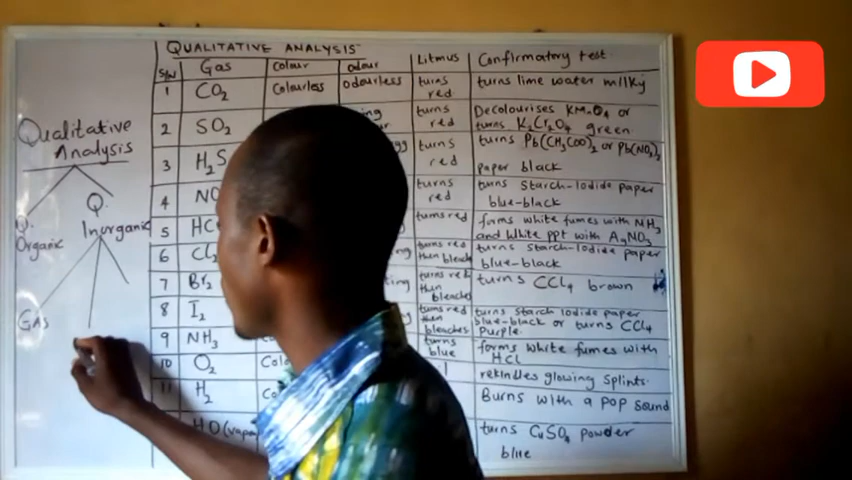 QUALITATIVE ANALYSIS
S/N Gas Colour odour Litmus Confirmatory test
1 CO2 Colourless odourless turns red turns lime water milky
2 SO2 turns red Decolourises KMnO4 or turns K2Cr2O4 green
3 H2S turns red turns Pb(CH3COO)2 or Pb(NO3)2 paper black
4 NO turns red turns starch-Iodide paper blue-black
5 HC turns red forms white fumes with NH3 and white ppt with AgNO3
6 Cl2 turns red then bleach turns starch-Iodide paper blue-black
7 Br2 turns red then bleaches turns CCl4 brown
8 I2 turns red then bleaches turns starch Iodide paper blue-black or turns CCl4 Purple
9 NH3 turns blue forms white fumes with HCl
10 O2 rekindles glowing splints
11 H2 Burns with a pop sound
turns CuSO4 powder blue
Qualitative
Analysis
Q. Organic
Q. Inorganic
Gas